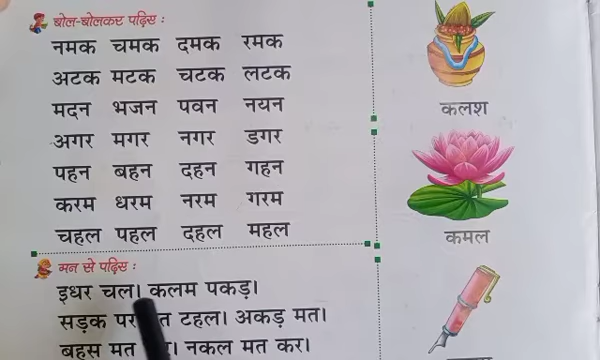 बोल-बोलकर पढ़िए :
नमक चमक दमक रमक
अटक मटक चटक लटक
मदन भजन पवन नयन
अगर मगर नगर डगर
पहन बहन दहन गहन
करम धरम नरम गरम
चहल पहल दहल महल
मन से पढ़िए :
इधर चल। कलम पकड़।
सड़क पर टहल। अकड़ मत।
बहस मत नकल मत कर।
कलश
कमल